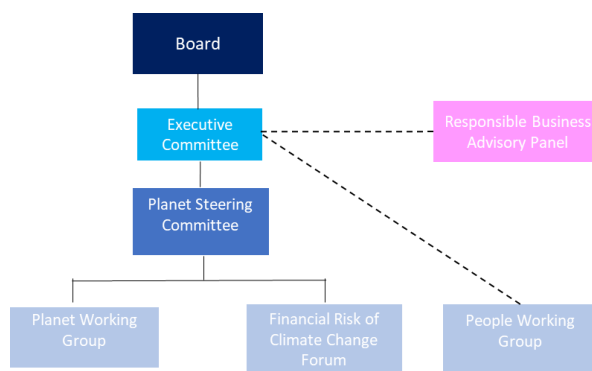 Board
Executive
Committee
Responsible Business
Advisory Panel
Planet Steering
Committee
Planet Working
Group
Financial Risk of
Climate Change
Forum
People Working
Group